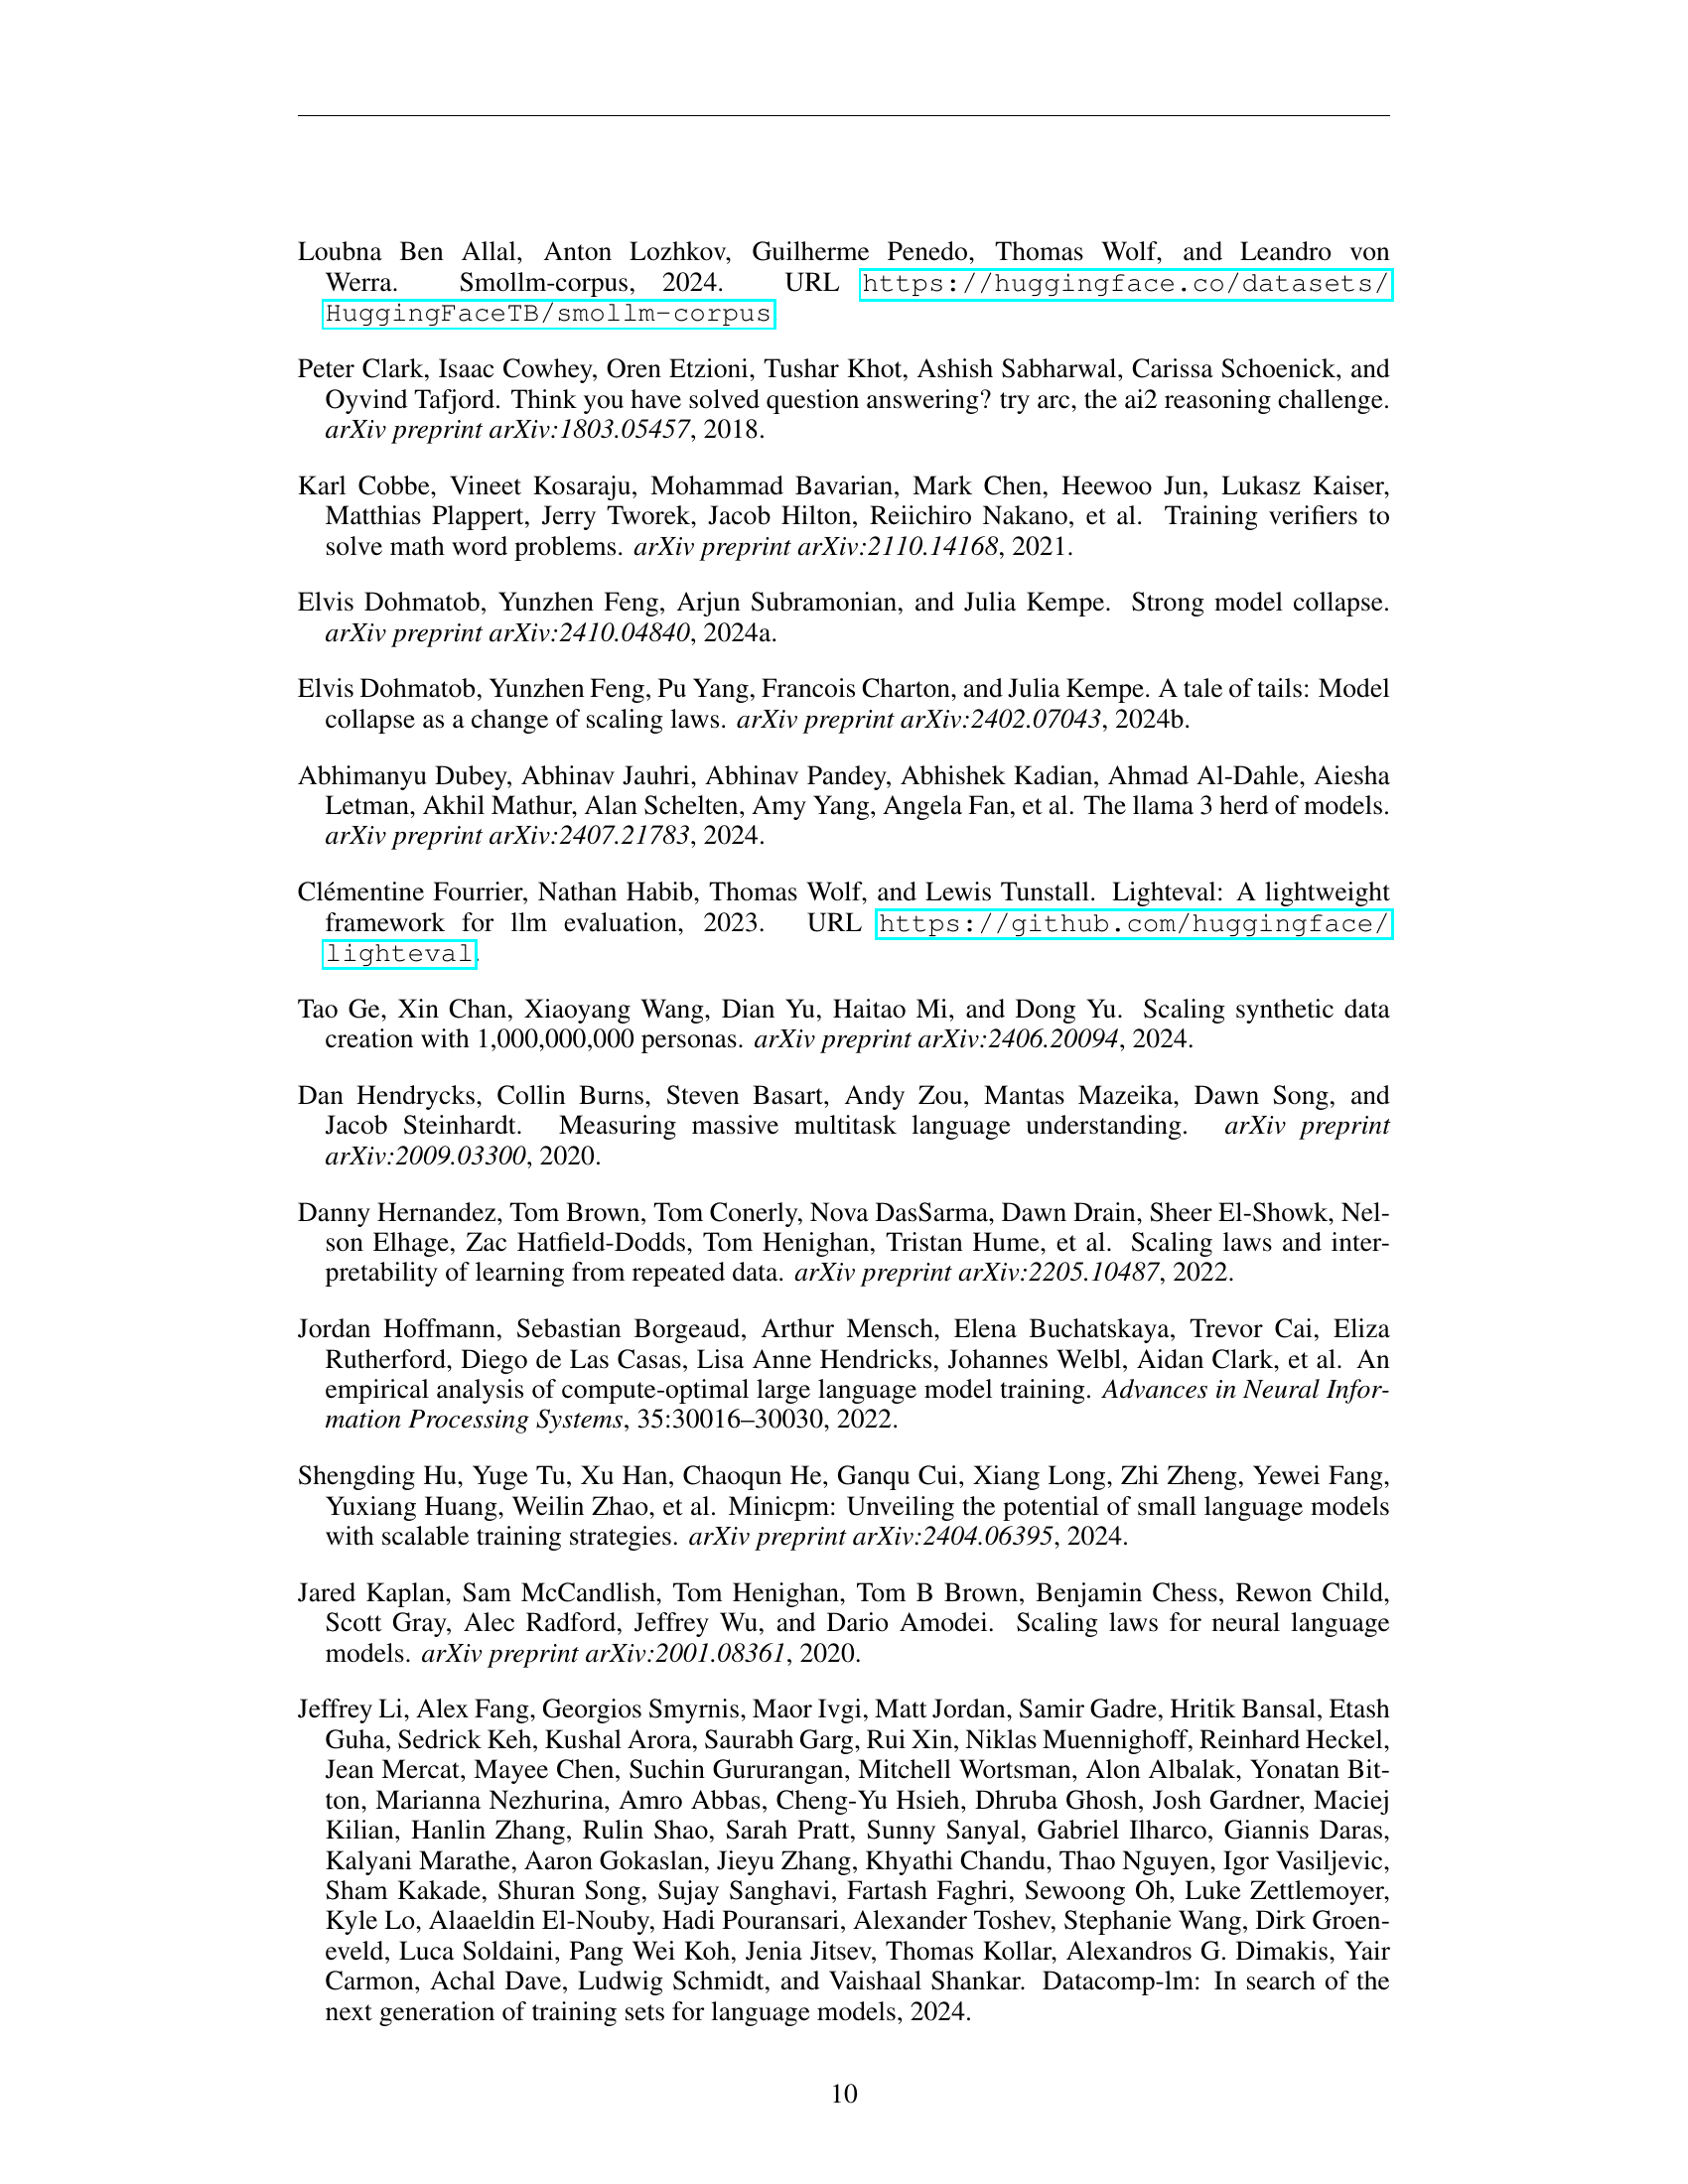 Loubna Ben Allal, Anton Lozhkov, Guilherme Penedo, Thomas Wolf, and Leandro von
Werra. Smollm-corpus, 2024. URL https://huggingface.co/datasets/
HuggingFaceTB/smollm-corpus
Peter Clark, Isaac Cowhey, Oren Etzioni, Tushar Khot, Ashish Sabharwal, Carissa Schoenick, and
Oyvind Tafjord. Think you have solved question answering? try arc, the ai2 reasoning challenge.
arXiv preprint arXiv:1803.05457, 2018.
Karl Cobbe, Vineet Kosaraju, Mohammad Bavarian, Mark Chen, Heewoo Jun, Lukasz Kaiser,
Matthias Plappert, Jerry Tworek, Jacob Hilton, Reiichiro Nakano, et al. Training verifiers to
solve math word problems. arXiv preprint arXiv:2110.14168, 2021.
Elvis Dohmatob, Yunzhen Feng, Arjun Subramonian, and Julia Kempe. Strong model collapse.
arXiv preprint arXiv:2410.04840, 2024a.
Elvis Dohmatob, Yunzhen Feng, Pu Yang, Francois Charton, and Julia Kempe. A tale of tails: Model
collapse as a change of scaling laws. arXiv preprint arXiv:2402.07043, 2024b.
Abhimanyu Dubey, Abhinav Jauhri, Abhinav Pandey, Abhishek Kadian, Ahmad Al-Dahle, Aiesha
Letman, Akhil Mathur, Alan Schelten, Amy Yang, Angela Fan, et al. The llama 3 herd of models.
arXiv preprint arXiv:2407.21783, 2024.
Clémentine Fourrier, Nathan Habib, Thomas Wolf, and Lewis Tunstall. Lighteval: A lightweight
framework for llm evaluation, 2023. URL https://github.com/huggingface/
lighteval.
Tao Ge, Xin Chan, Xiaoyang Wang, Dian Yu, Haitao Mi, and Dong Yu. Scaling synthetic data
creation with 1,000,000,000 personas. arXiv preprint arXiv:2406.20094, 2024.
Dan Hendrycks, Collin Burns, Steven Basart, Andy Zou, Mantas Mazeika, Dawn Song, and
Jacob Steinhardt. Measuring massive multitask language understanding. arXiv preprint
arXiv:2009.03300, 2020.
Danny Hernandez, Tom Brown, Tom Conerly, Nova DasSarma, Dawn Drain, Sheer El-Showk, Nel-
son Elhage, Zac Hatfield-Dodds, Tom Henighan, Tristan Hume, et al. Scaling laws and inter-
pretability of learning from repeated data. arXiv preprint arXiv:2205.10487, 2022.
Jordan Hoffmann, Sebastian Borgeaud, Arthur Mensch, Elena Buchatskaya, Trevor Cai, Eliza
Rutherford, Diego de Las Casas, Lisa Anne Hendricks, Johannes Welbl, Aidan Clark, et al. An
empirical analysis of compute-optimal large language model training. Advances in Neural Infor-
mation Processing Systems, 35:30016–30030, 2022.
Shengding Hu, Yuge Tu, Xu Han, Chaoqun He, Ganqu Cui, Xiang Long, Zhi Zheng, Yewei Fang,
Yuxiang Huang, Weilin Zhao, et al. Minicpm: Unveiling the potential of small language models
with scalable training strategies. arXiv preprint arXiv:2404.06395, 2024.
Jared Kaplan, Sam McCandlish, Tom Henighan, Tom B Brown, Benjamin Chess, Rewon Child,
Scott Gray, Alec Radford, Jeffrey Wu, and Dario Amodei. Scaling laws for neural language
models. arXiv preprint arXiv:2001.08361, 2020.
Jeffrey Li, Alex Fang, Georgios Smyrnis, Maor Ivgi, Matt Jordan, Samir Gadre, Hritik Bansal, Etash
Guha, Sedrick Keh, Kushal Arora, Saurabh Garg, Rui Xin, Niklas Muennighoff, Reinhard Heckel,
Jean Mercat, Mayee Chen, Suchin Gururangan, Mitchell Wortsman, Alon Albalak, Yonatan Bit-
ton, Marianna Nezhurina, Amro Abbas, Cheng-Yu Hsieh, Dhruba Ghosh, Josh Gardner, Maciej
Kilian, Hanlin Zhang, Rulin Shao, Sarah Pratt, Sunny Sanyal, Gabriel Ilharco, Giannis Daras,
Kalyani Marathe, Aaron Gokaslan, Jieyu Zhang, Khyathi Chandu, Thao Nguyen, Igor Vasiljevic,
Sham Kakade, Shuran Song, Sujay Sanghavi, Fartash Faghri, Sewoong Oh, Luke Zettlemoyer,
Kyle Lo, Alaaeldin El-Nouby, Hadi Pouransari, Alexander Toshev, Stephanie Wang, Dirk Groen-
eveld, Luca Soldaini, Pang Wei Koh, Jenia Jitsev, Thomas Kollar, Alexandros G. Dimakis, Yair
Carmon, Achal Dave, Ludwig Schmidt, and Vaishaal Shankar. Datacomp-lm: In search of the
next generation of training sets for language models, 2024.
10